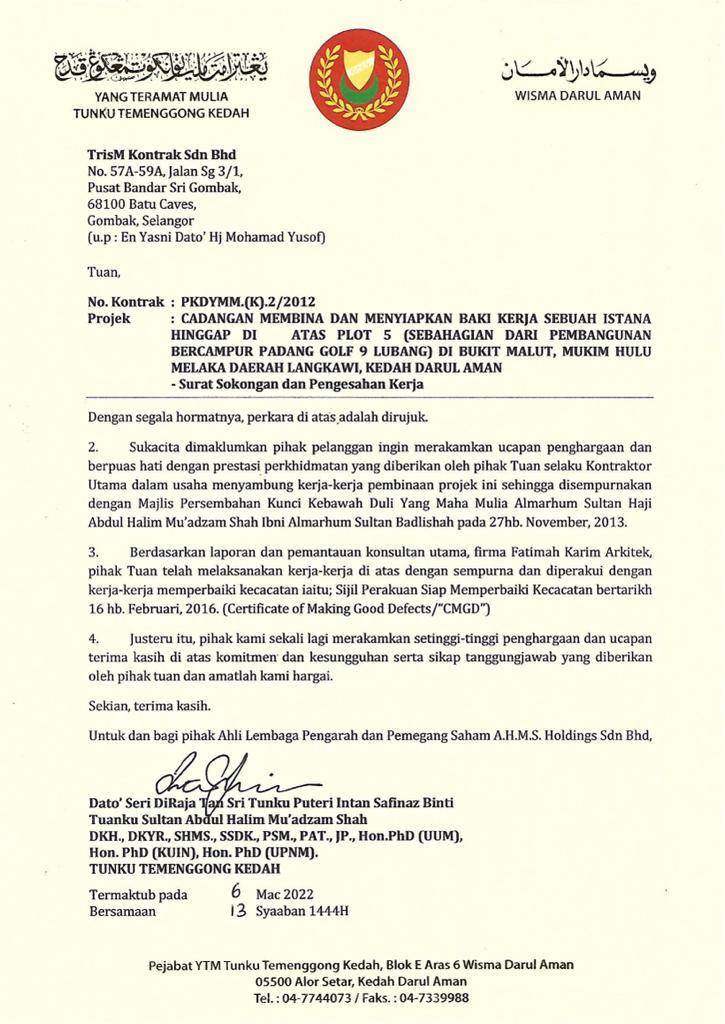 يڠترامت ملي تونكو تمڠݢوڠ قدح
YANG TERAMAT MULIA
TUNKU TEMENGGONG KEDAH
ويسما دارالأمان
WISMA DARUL AMAN
TrisM Kontrak Sdn Bhd
No. 57A-59A, Jalan Sg 3/1,
Pusat Bandar Sri Gombak,
68100 Batu Caves,
Gombak, Selangor
(u.p : En Yasni Dato’ Hj Mohamad Yusof)
Tuan,
No. Kontrak : PKDYMM.(K).2/2012
Projek : CADANGAN MEMBINA DAN MENYIAPKAN BAKI KERJA SEBUAH ISTANA
HINGGAP DI ATAS PLOT 5 (SEBAHAGIAN DARI PEMBANGUNAN
BERCAMPUR PADANG GOLF 9 LUBANG) DI BUKIT MALUT, MUKIM HULU
MELAKA DAERAH LANGKAWI, KEDAH DARUL AMAN
- Surat Sokongan dan Pengesahan Kerja
Dengan segala hormatnya, perkara di atas adalah dirujuk.
2. Sukacita dimaklumkan pihak pelanggan ingin merakamkan ucapan penghargaan dan
berpuas hati dengan prestasi perkhidmatan yang diberikan oleh pihak Tuan selaku Kontraktor
Utama dalam usaha menyambung kerja-kerja pembinaan projek ini sehingga disempurnakan
dengan Majlis Persembahan Kunci Kebawah Duli Yang Maha Mulia Almarhum Sultan Haji
Abdul Halim Mu’adzam Shah Ibni Almarhum Sultan Badlishah pada 27hb. November, 2013.
3. Berdasarkan laporan dan pemantauan konsultan utama, firma Fatimah Karim Arkitek,
pihak Tuan telah melaksanakan kerja-kerja di atas dengan sempurna dan diperakui dengan
kerja-kerja memperbaiki kecacatan iaitu; Sijil Perakuan Siap Memperbaiki Kecacatan bertarikh
16 hb. Februari, 2016. (Certificate of Making Good Defects/“CMGD”)
4. Justeru itu, pihak kami sekali lagi merakamkan setinggi-tinggi penghargaan dan ucapan
terima kasih di atas komitmen dan kesungguhan serta sikap tanggungjawab yang diberikan
oleh pihak tuan dan amatlah kami hargai.
Sekian, terima kasih.
Untuk dan bagi pihak Ahli Lembaga Pengarah dan Pemegang Saham A.H.M.S. Holdings Sdn Bhd,
Dato’ Seri DiRaja Tan Sri Tunku Puteri Intan Safinaz Binti
Tuanku Sultan Abdul Halim Mu’adzam Shah
DKH., DKYR., SHMS., SSDK., PSM., PAT., JP., Hon.PhD (UUM),
Hon. PhD (KUIN), Hon. PhD (UPNM).
TUNKU TEMENGGONG KEDAH
Termaktub pada 6 Mac 2022
Bersamaan 13 Syaaban 1444H
Pejabat YTM Tunku Temenggong Kedah, Blok E Aras 6 Wisma Darul Aman
05500 Alor Setar, Kedah Darul Aman
Tel. : 04-7744073 / Faks. : 04-7339988